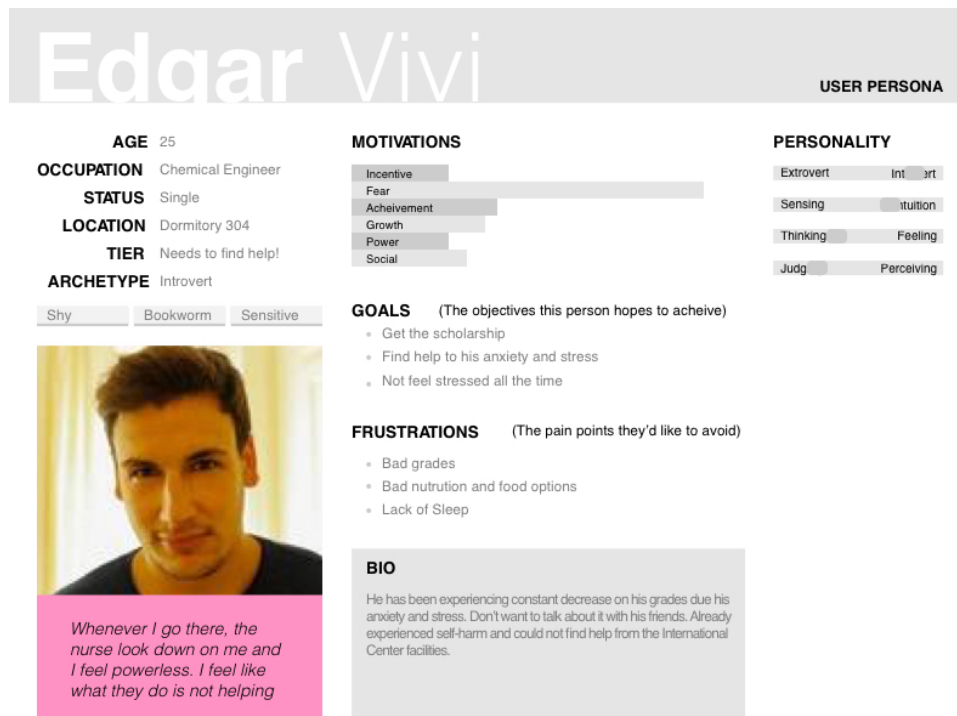 Edgar Vivi
USER PERSONA
AGE 25
OCCUPATION Chemical Engineer
STATUS Single
LOCATION Dormitory 304
TIER Needs to find help!
ARCHETYPE Introvert
Shy Bookworm Sensitive
Whenever I go there, the
nurse look down on me and
I feel powerless. I feel like
what they do is not helping
MOTIVATIONS
Incentive
Fear
Acheivement
Growth
Power
Social
GOALS (The objectives this person hopes to acheive)
Get the scholarship
Find help to his anxiety and stress
Not feel stressed all the time
FRUSTRATIONS (The pain points they'd like to avoid)
Bad grades
Bad nutrution and food options
Lack of Sleep
BIO
He has been experiencing constant decrease on his grades due his
anxiety and stress. Don't want to talk about it with his friends. Already
experienced self-harm and could not find help from the International
Center facilities.
PERSONALITY
Extrovert
Sensing
Thinking Feeling
Perceiving